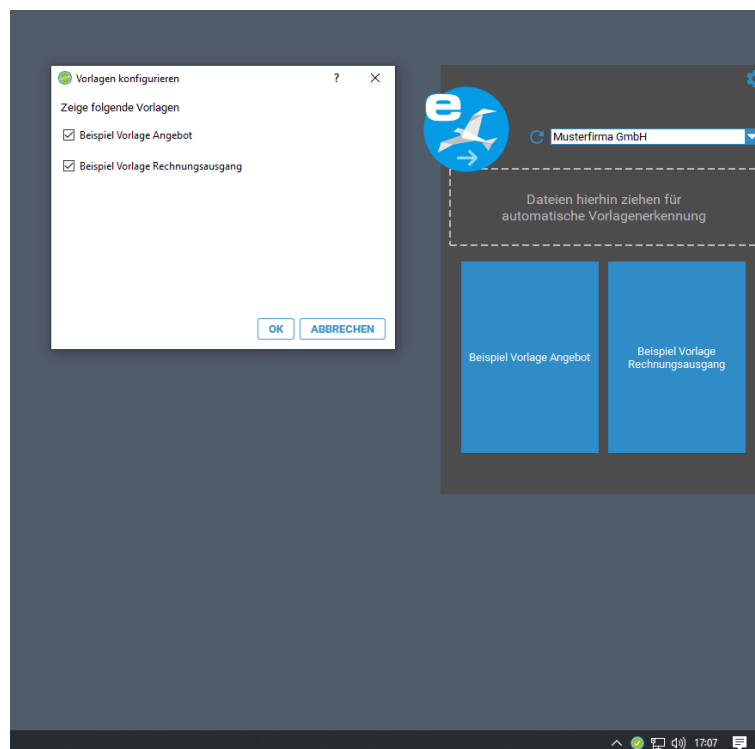 Vorlagen konfigurieren
?
Zeige folgende Vorlagen
Beispiel Vorlage Angebot
Beispiel Vorlage Rechnungsausgang
OK
ABBRECHEN
e
Musterfirma GmbH
Dateien hierhin ziehen für
automatische Vorlagenerkennung
Beispiel Vorlage Angebot
Beispiel Vorlage
Rechnungsausgang
17:07